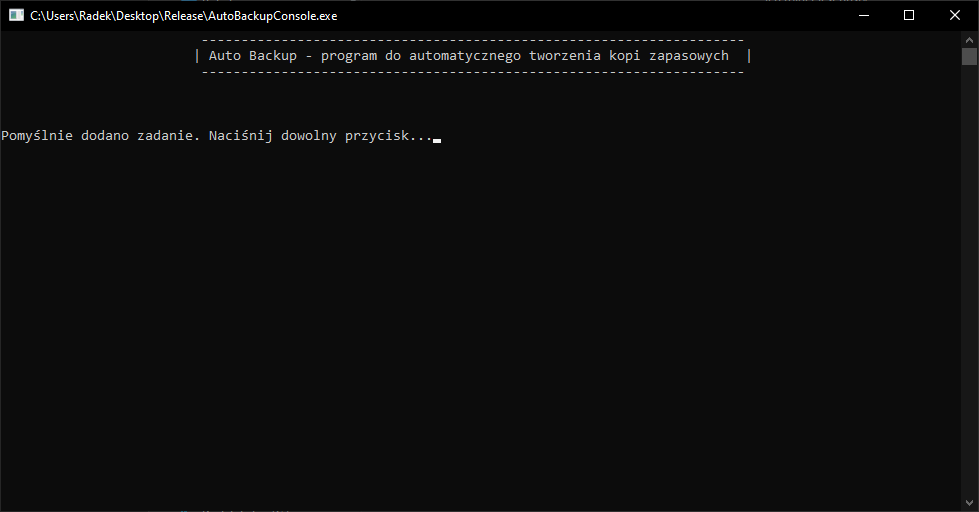 C:\Users\Radek\Desktop\Release\AutoBackupConsole.exe
-------------------------------------------------------------------
| Auto Backup - program do automatycznego tworzenia kopi zapasowych |
-------------------------------------------------------------------
Pomyślnie dodano zadanie. Naciśnij dowolny przycisk...